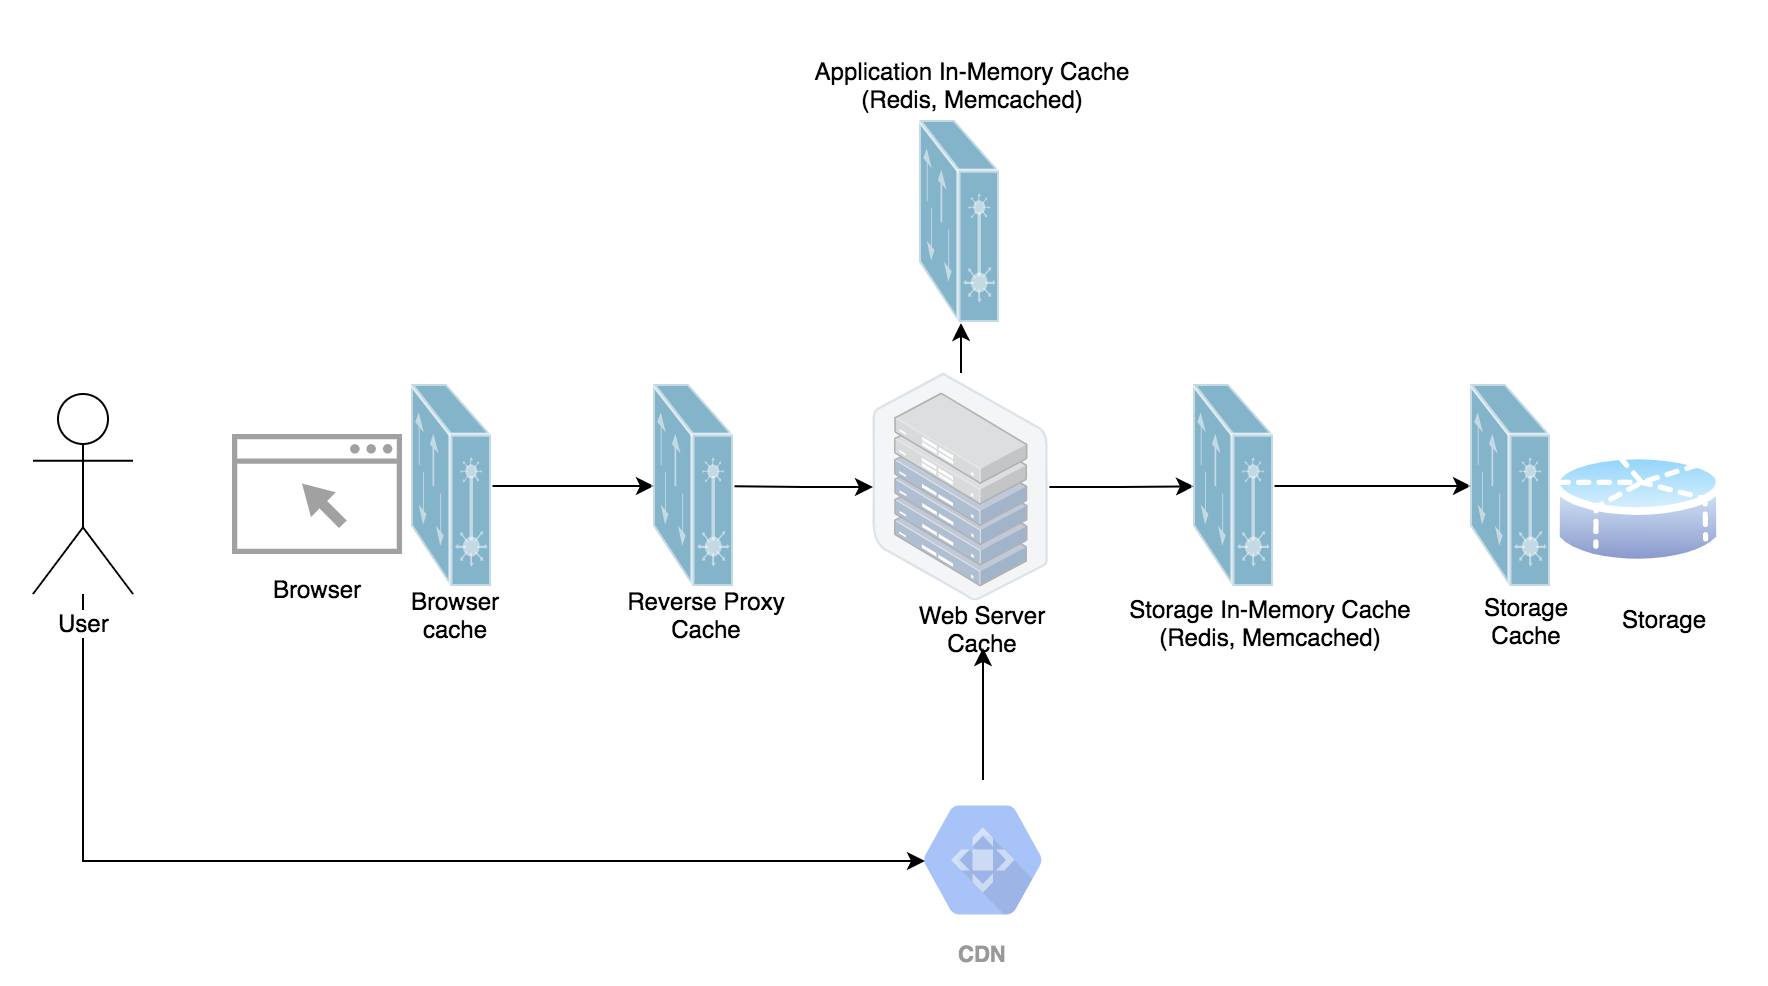 Application In-Memory Cache
(Redis, Memcached)
User
Browser
Browser
cache
Reverse Proxy
Cache
Web Server
Cache
Storage In-Memory Cache
(Redis, Memcached)
Storage
Cache
Storage
CDN